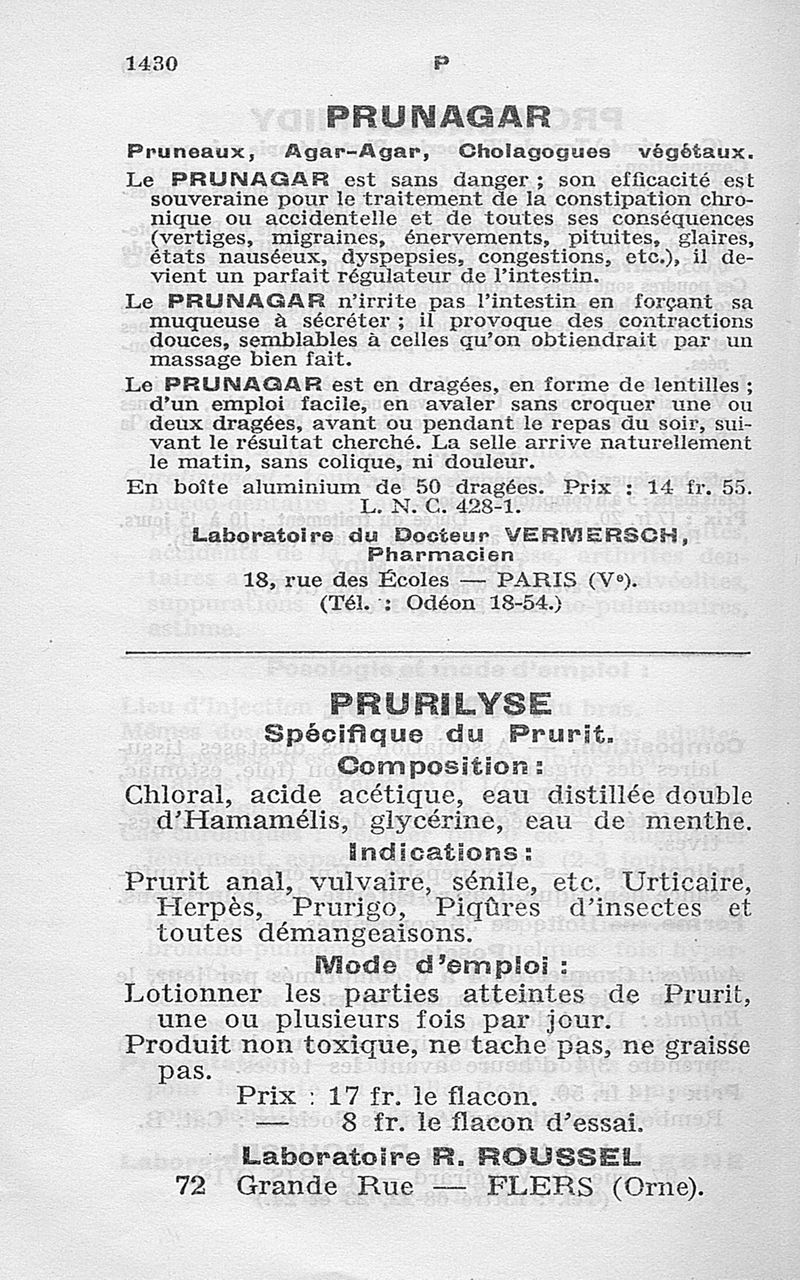 1430 P
PRUNAGAR
Pruneaux, Agar-Agar, Cholagogues végétaux.
Le PRUNAGAR est sans danger ; son efficacité est
souveraine pour le traitement de la constipation chro-
nique ou accidentelle et de toutes ses conséquences
(vertiges, migraines, énervements, pituites, glaires,
états nauséeux, dyspepsies, congestions, etc.), il de-
vient un parfait régulateur de l'intestin.
Le PRUNAGAR n'irrite pas l'intestin en forçant sa
muqueuse à sécréter ; il provoque des contractions
douces, semblables à celles qu'on obtiendrait par un
massage bien fait.
Le PRUNAGAR est en dragées, en forme de lentilles ;
d'un emploi facile, en avaler sans croquer une ou
deux dragées, avant ou pendant le repas du soir, sui-
vant le résultat cherché. La selle arrive naturellement
le matin, sans colique, ni douleur.
En boîte aluminium de 50 dragées. Prix : 14 fr. 55.
L. N. C. 428-1.
Laboratoire du Docteur VERMERSCH,
Pharmacien
18, rue des Écoles — PARIS (Ve).
(Tél. : Odéon 18-54.)
PRURILYSE
Spécifique du Prurit.
Composition :
Chloral, acide acétique, eau distillée double
d'Hamamélis, glycérine, eau de menthe.
Indications :
Prurit anal, vulvaire, sénile, etc. Urticaire,
Herpès, Prurigo, Piqûres d'insectes et
toutes démangeaisons.
Mode d'emploi :
Lotionner les parties atteintes de Prurit,
une ou plusieurs fois par jour.
Produit non toxique, ne tache pas, ne graisse
pas.
Prix : 17 fr. le flacon.
— 8 fr. le flacon d'essai.
Laboratoire R. ROUSSEL
72 Grande Rue — FLERS (Orne).